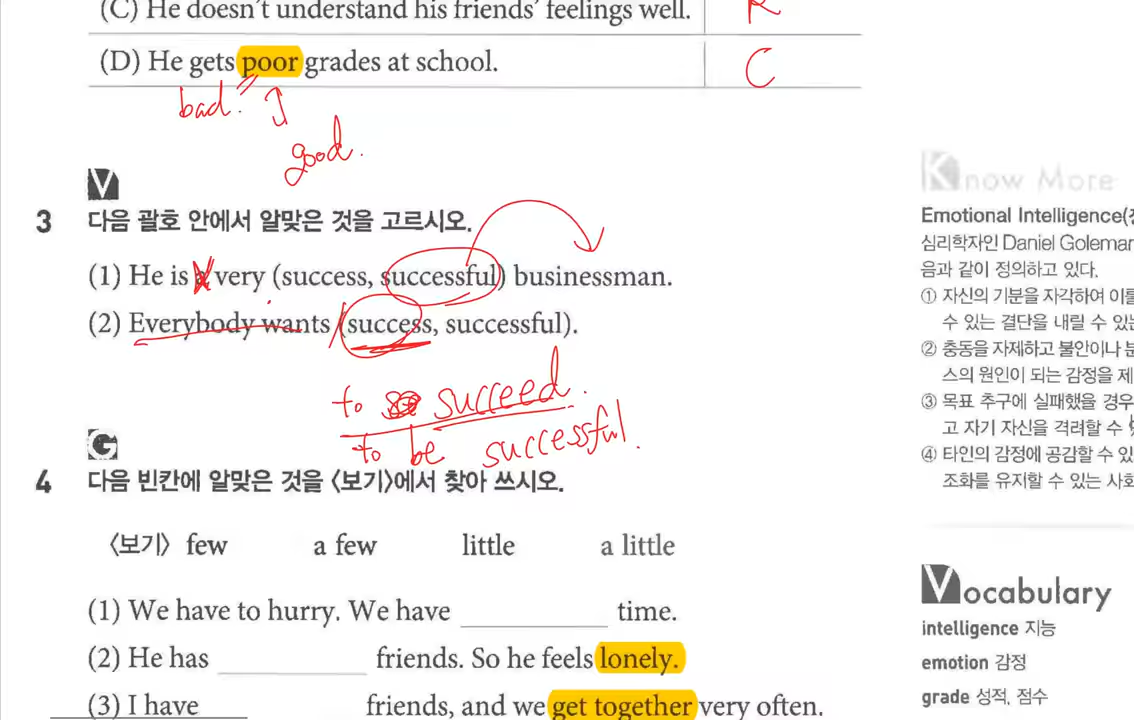 (C) He doesn't understand his friends' feelings well. R
(D) He gets poor grades at school. C
bad.
good.
V
3 다음 괄호 안에서 알맞은 것을 고르시오.
(1) He is a very (success, successful) businessman.
(2) Everybody wants (success, successful).
to succeed.
to be successful.
G
4 다음 빈칸에 알맞은 것을 〈보기〉에서 찾아 쓰시오.
〈보기〉 few a few little a little
(1) We have to hurry. We have ________ time.
(2) He has ________ friends. So he feels lonely.
(3) I have ________ friends, and we get together very often.
Know More
Emotional Intelligence(
심리학자인 Daniel Goleman
음과 같이 정의하고 있다.
① 자신의 기분을 자각하여 이를
수 있는 결단을 내릴 수 있는
② 충동을 자제하고 불안이나 분
스의 원인이 되는 감정을 제
③ 목표 추구에 실패했을 경우
고 자기 자신을 격려할 수
④ 타인의 감정에 공감할 수 있
조화를 유지할 수 있는 사회
Vocabulary
intelligence 지능
emotion 감정
grade 성적, 점수